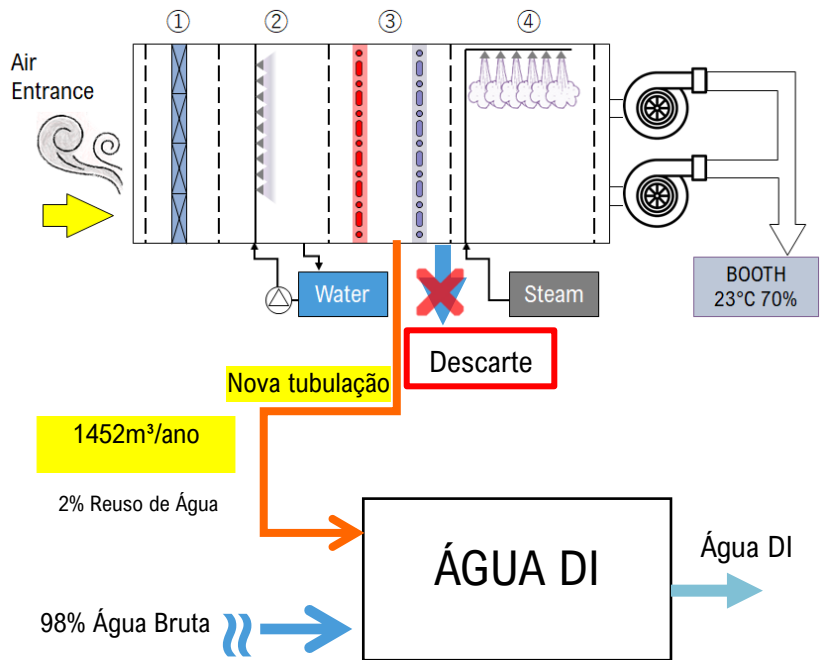 ① ② ③ ④
Air
Entrance
Water
Steam
BOOTH
23°C 70%
Descarte
Nova tubulação
1452m³/ano
2% Reuso de Água
ÁGUA DI
Água DI
98% Água Bruta